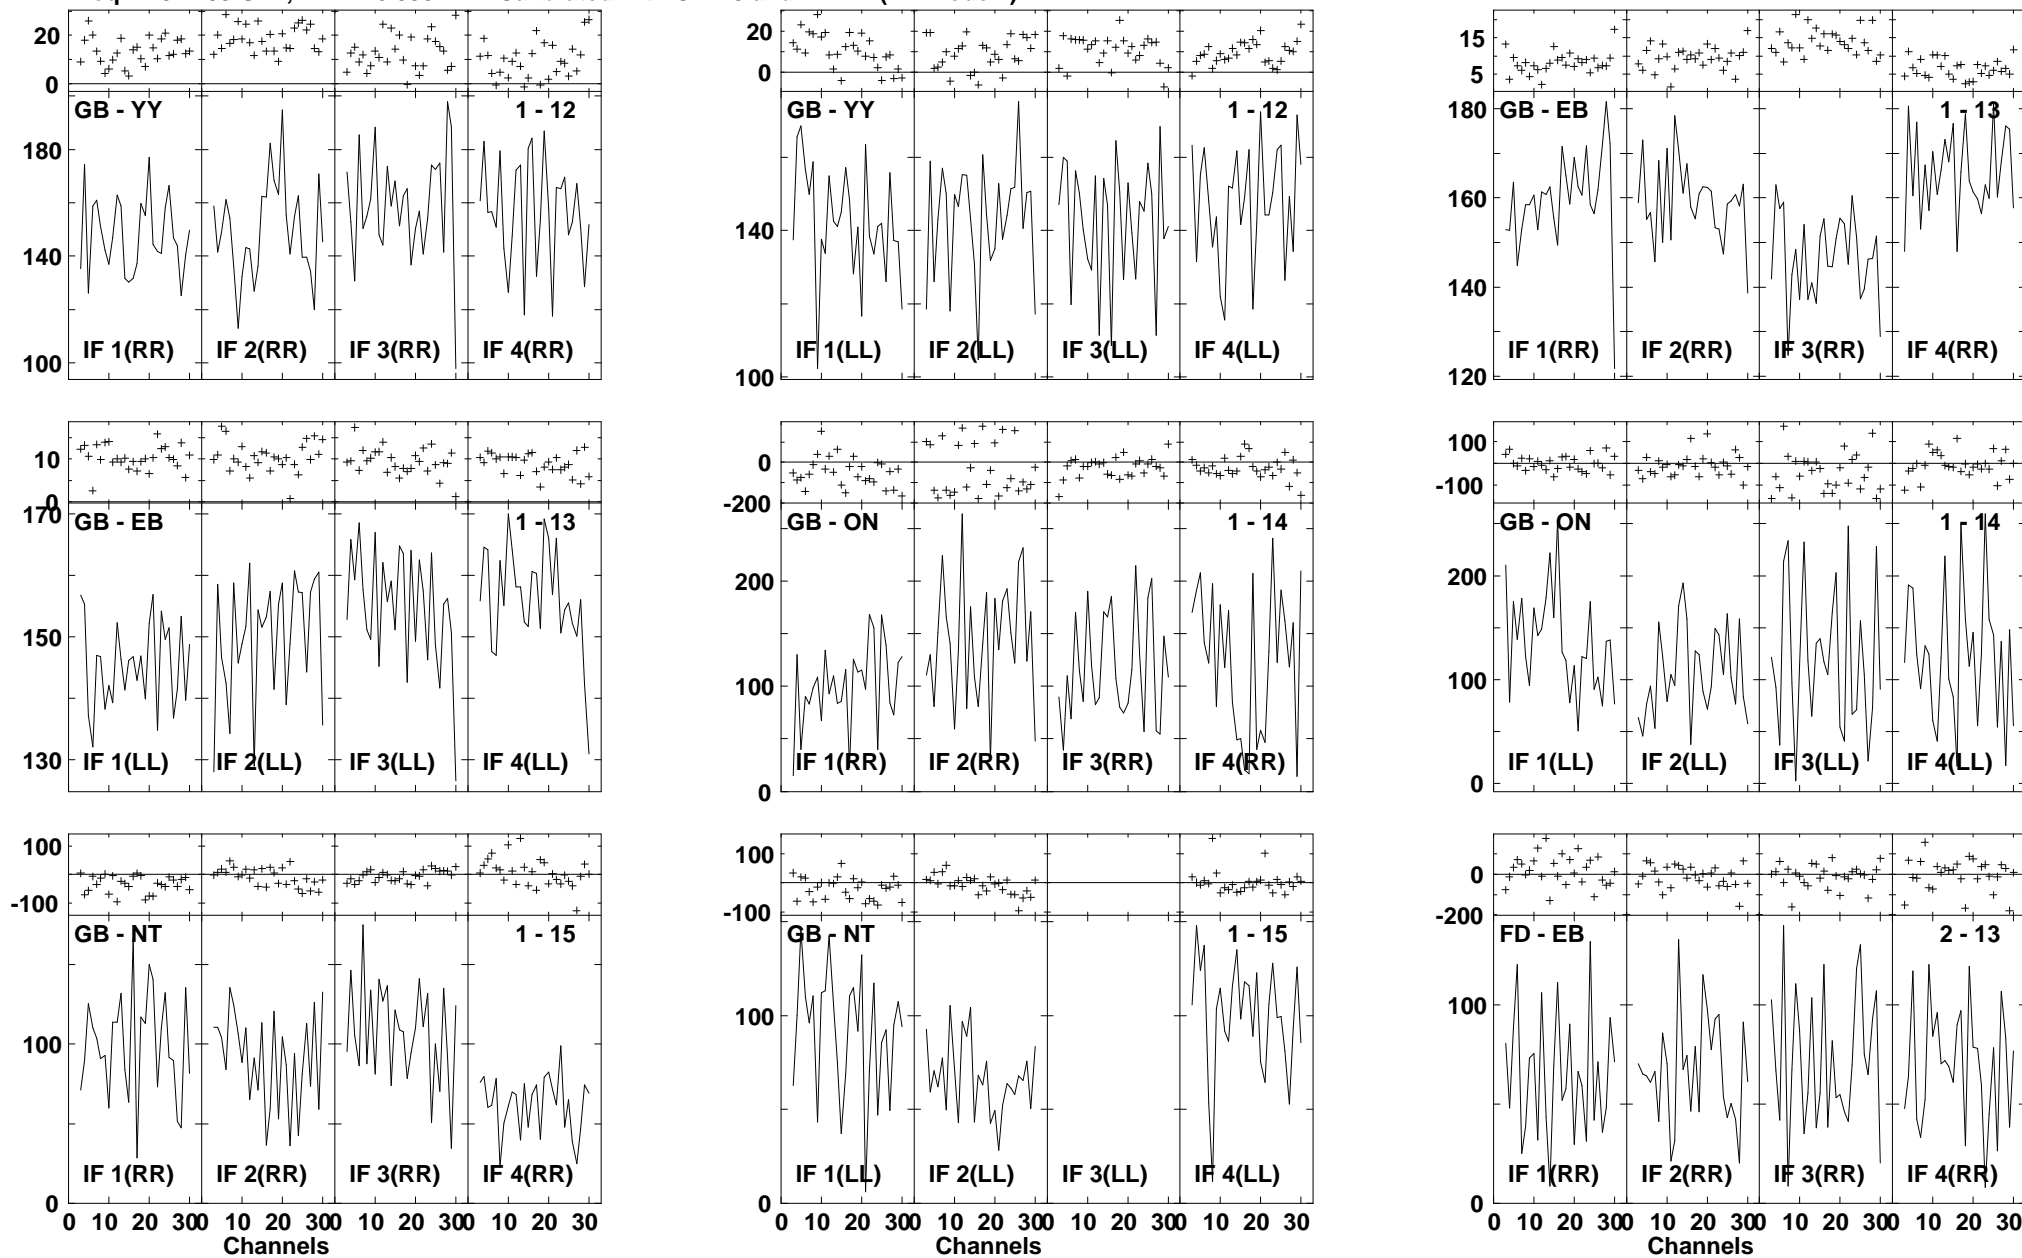 20
10
0
GB - YY
1 - 12
180
140
100
IF 1(RR)
IF 2(RR)
IF 3(RR)
IF 4(RR)
20
0
GB - YY
1 - 12
140
100
IF 1(LL)
IF 2(LL)
IF 3(LL)
IF 4(LL)
15
5
180
GB - EB
1 - 13
160
140
120
IF 1(RR)
IF 2(RR)
IF 3(RR)
IF 4(RR)
10
0
170
GB - EB
1 - 13
150
130
IF 1(LL)
IF 2(LL)
IF 3(LL)
IF 4(LL)
0
-200
GB - ON
1 - 14
200
100
0
IF 1(RR)
IF 2(RR)
IF 3(RR)
IF 4(RR)
100
-100
GB - ON
1 - 14
200
100
0
IF 1(LL)
IF 2(LL)
IF 3(LL)
IF 4(LL)
100
-100
GB - NT
1 - 15
100
0
IF 1(RR)
IF 2(RR)
IF 3(RR)
IF 4(RR)
0 10 20 30 0 10 20 30 0 10 20 30 0 10 20 30
Channels
100
-100
GB - NT
1 - 15
100
0
IF 1(LL)
IF 2(LL)
IF 3(LL)
IF 4(LL)
0 10 20 30 0 10 20 30 0 10 20 30 0 10 20 30
Channels
0
-200
FD - EB
2 - 13
100
0
IF 1(RR)
IF 2(RR)
IF 3(RR)
IF 4(RR)
0 10 20 30 0 10 20 30 0 10 20 30 0 10 20
Channels